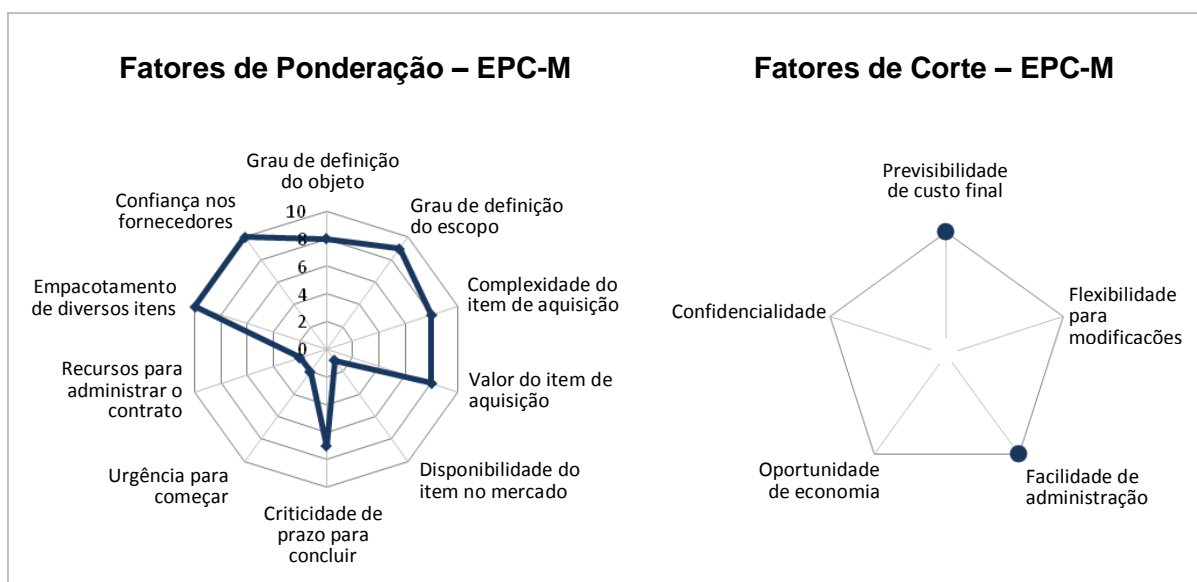 Fatores de Ponderação – EPC-M
Grau de definição
do objeto
Confiança nos
fornecedores
Grau de definição
do escopo
Empacotamento
de diversos itens
Complexidade do
item de aquisição
Recursos para
administrar o
contrato
Valor do item de
aquisição
Urgência para
começar
Disponibilidade do
item no mercado
Criticidade de
prazo para
concluir
10
8
6
4
2
0
Fatores de Corte – EPC-M
Previsibilidade
de custo final
Confidencialidade
Flexibilidade
para
modificacões
Oportunidade
de economia
Facilidade de
administração